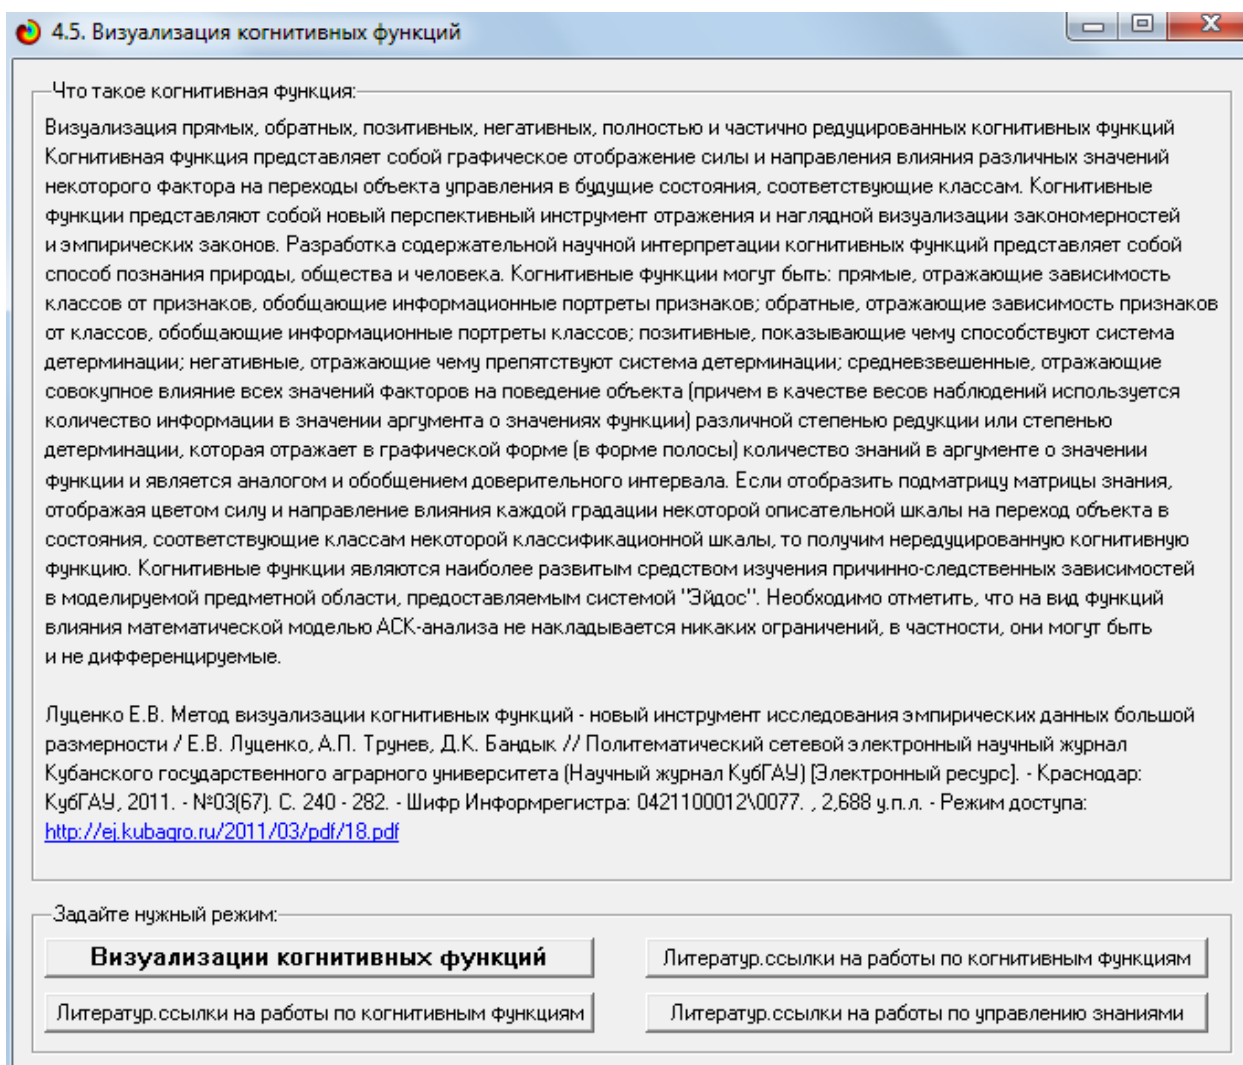 4.5. Визуализация когнитивных функций
Что такое когнитивная функция:
Визуализация прямых, обратных, позитивных, негативных, полностью и частично редуцированных когнитивных функций
Когнитивная функция представляет собой графическое отображение силы и направления влияния различных значений
некоторого фактора на переходы объекта управления в будущие состояния, соответствующие классам. Когнитивные
функции представляют собой новый перспективный инструмент отражения и наглядной визуализации закономерностей
и эмпирических законов. Разработка содержательной научной интерпретации когнитивных функций представляет собой
способ познания природы, общества и человека. Когнитивные функции могут быть: прямые, отражающие зависимость
классов от признаков, обобщающие информационные портреты признаков; обратные, отражающие зависимость признаков
от классов, обобщающие информационные портреты классов; позитивные, показывающие чему способствуют система
детерминации; негативные, отражающие чему препятствуют система детерминации; средневзвешенные, отражающие
совокупное влияние всех значений факторов на поведение объекта (причем в качестве весов наблюдений используется
количество информации в значении аргумента о значениях функции) различной степенью редукции или степенью
детерминации, которая отражает в графической форме (в форме полосы) количество знаний в аргументе о значении
функции и является аналогом и обобщением доверительного интервала. Если отобразить подматрицу матрицы знания,
отображая цветом силу и направление влияния каждой градации некоторой описательной шкалы на переход объекта в
состояния, соответствующие классам некоторой классификационной шкалы, то получим нередуцированную когнитивную
функцию. Когнитивные функции являются наиболее развитым средством изучения причинно-следственных зависимостей
в моделируемой предметной области, предоставляемым системой "Эйдос". Необходимо отметить, что на вид функций
влияния математической моделью АСК-анализа не накладывается никаких ограничений, в частности, они могут быть
и не дифференцируемые.
Луценко Е.В. Метод визуализации когнитивных функций - новый инструмент исследования эмпирических данных большой
размерности / Е.В. Луценко, А.П. Трунев, Д.К. Бандык // Политематический сетевой электронный научный журнал
Кубанского государственного аграрного университета (Научный журнал КубГАУ) [Электронный ресурс]. - Краснодар:
КубГАУ, 2011. - №03(67). С. 240 - 282. - Шифр Информрегистра: 0421100012\0077. , 2,688 у.п.л. - Режим доступа:
http://ej.kubagro.ru/2011/03/pdf/18.pdf
Задайте нужный режим:
Визуализации когнитивных функций
Литератур.ссылки на работы по когнитивным функциям
Литератур.ссылки на работы по когнитивным функциям
Литератур.ссылки на работы по управлению знаниями